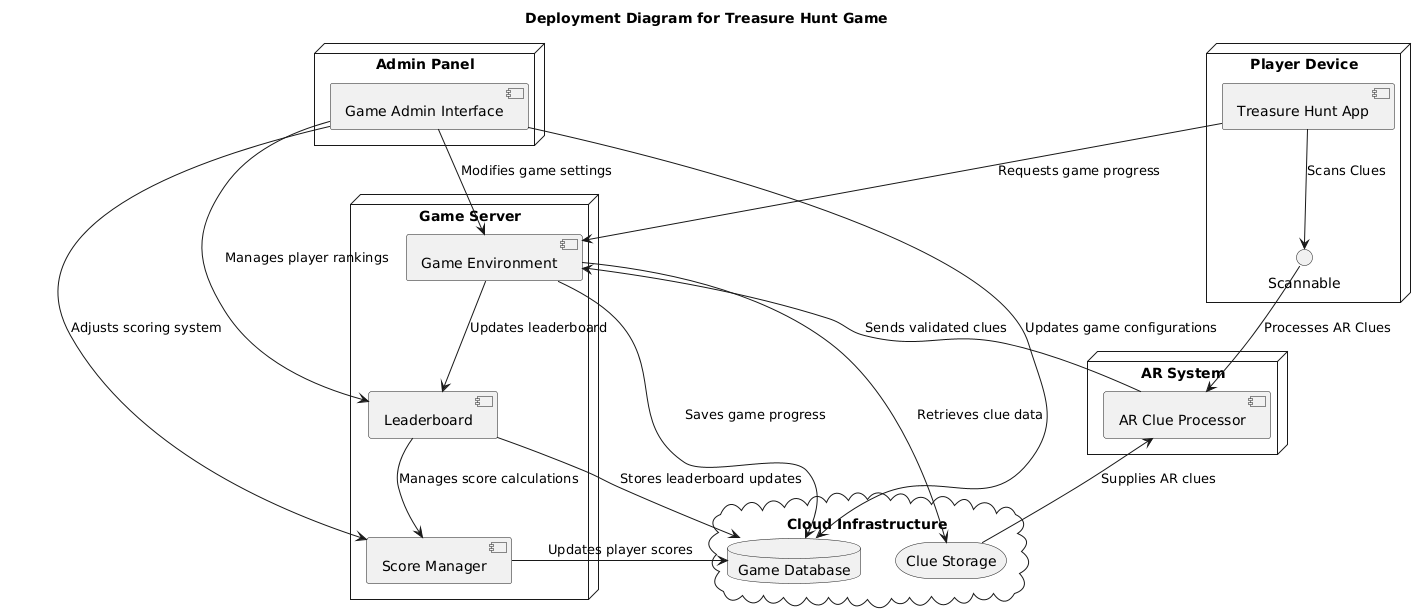 Deployment Diagram for Treasure Hunt Game
Admin Panel
Game Admin Interface
Player Device
Treasure Hunt App
Modifies game settings
Requests game progress
Scans Clues
Game Server
Game Environment
Manages player rankings
Scannable
Adjusts scoring system
Updates leaderboard
Sends validated clues
Updates game configurations
Processes AR Clues
AR System
AR Clue Processor
Leaderboard
Saves game progress
Retrieves clue data
Manages score calculations
Stores leaderboard updates
Supplies AR clues
Cloud Infrastructure
Score Manager
Updates player scores
Game Database
Clue Storage